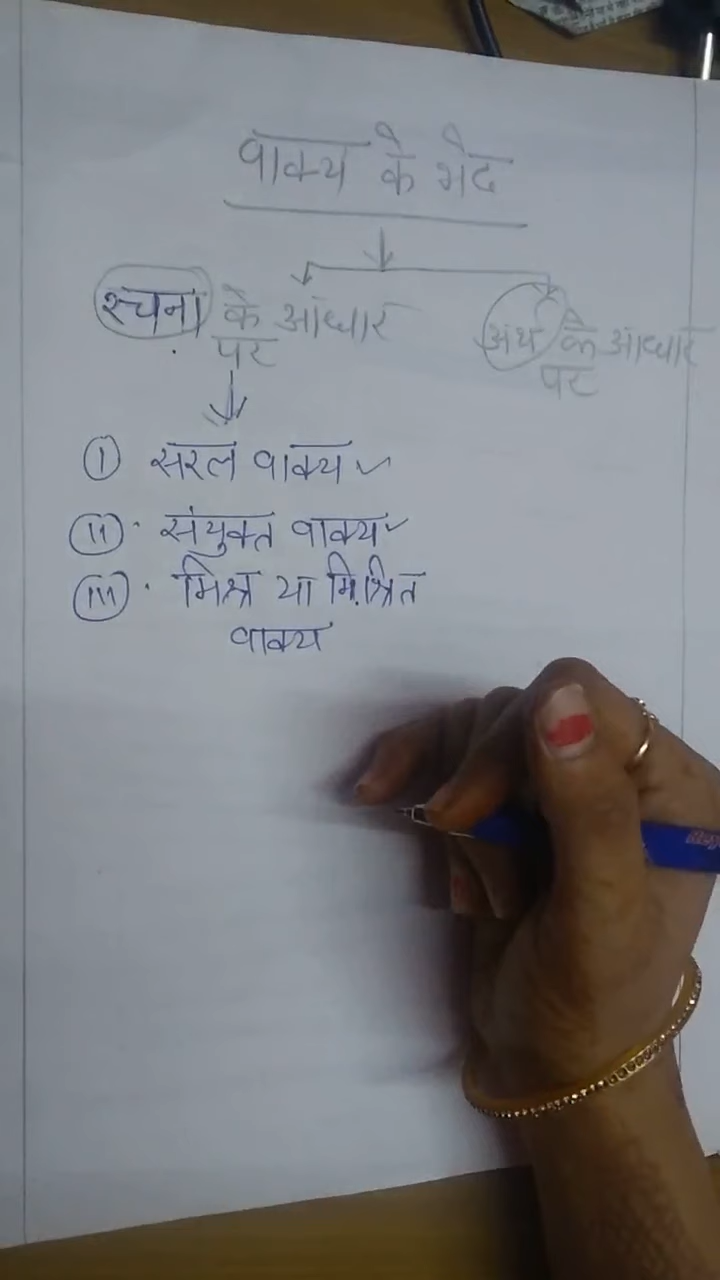 वाक्य के भेद
रचना के आधार
पर
अर्थ के आधार
पर
I सरल वाक्य
II संयुक्त वाक्य
III मिश्र या मिश्रित
वाक्य